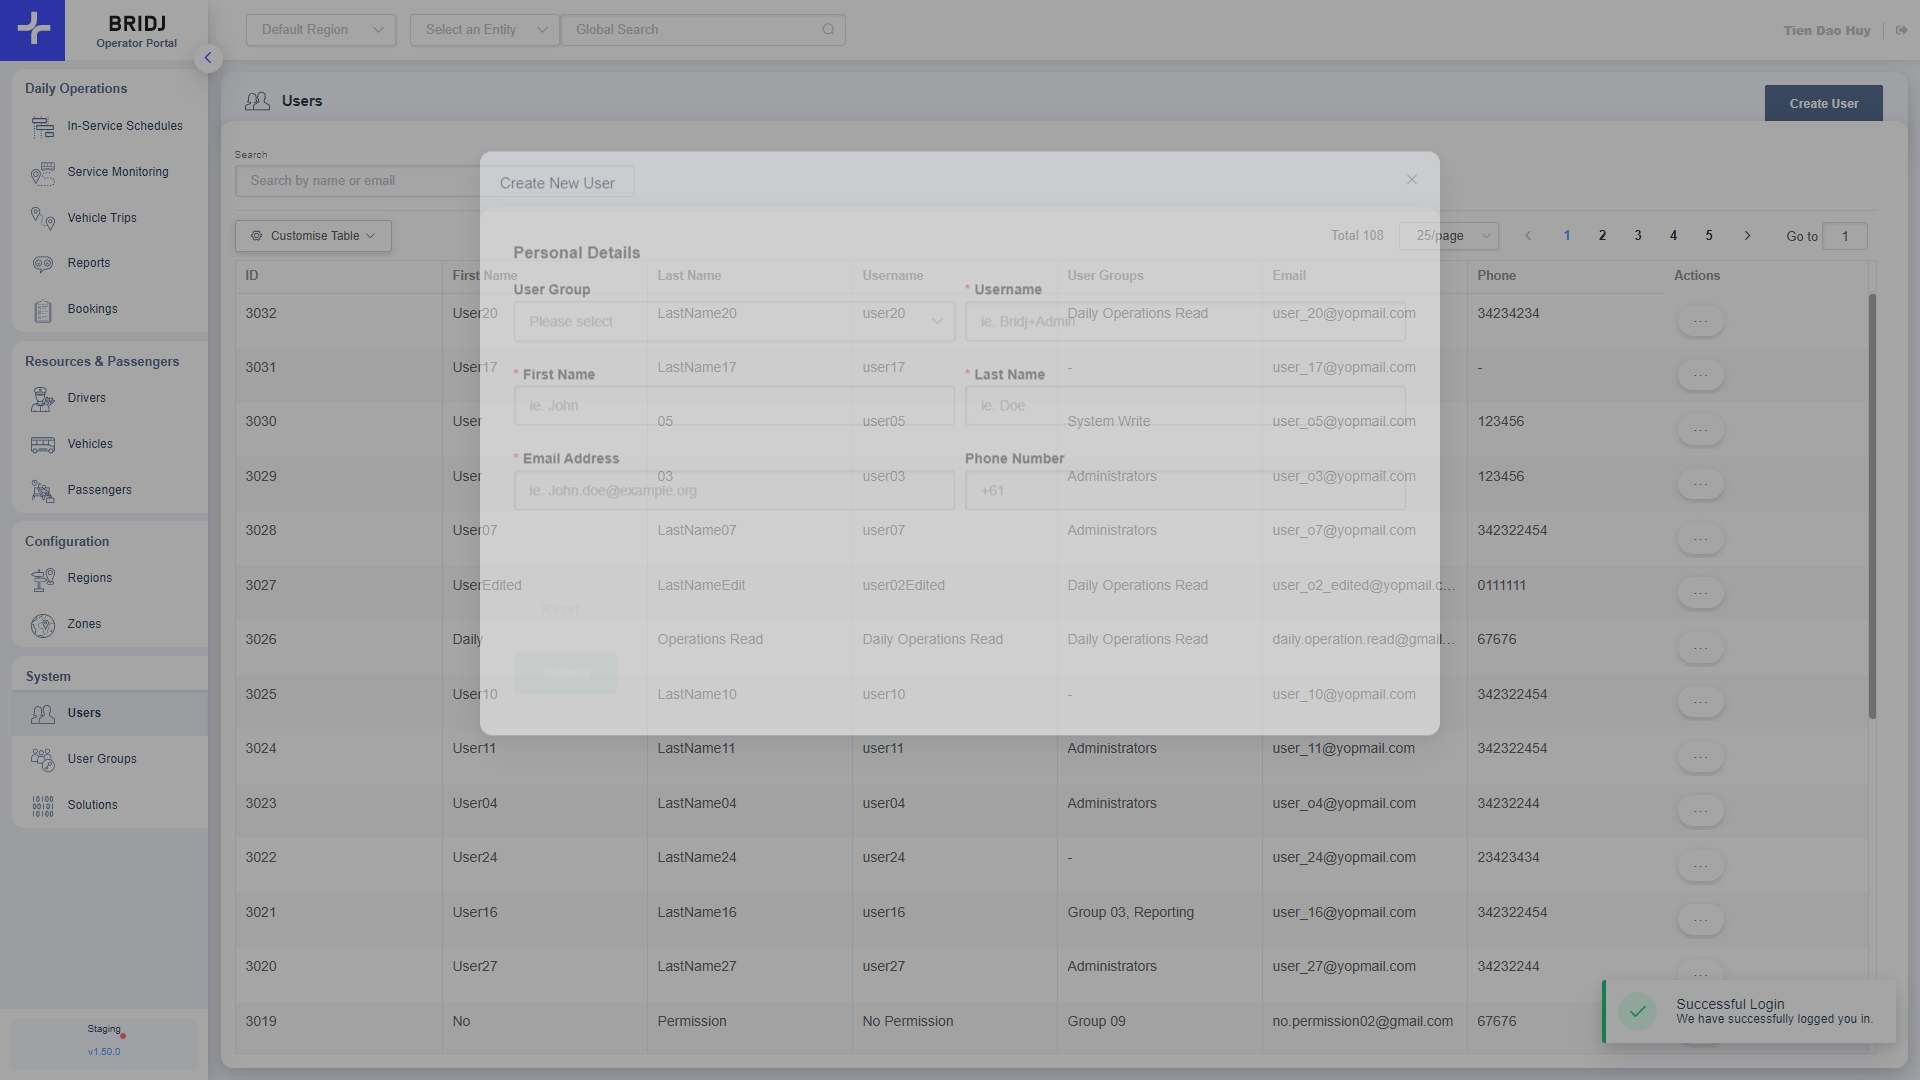 BRIDJ
Operator Portal
Default Region
Select an Entity
Global Search
Tien Dao Huy
Daily Operations
In-Service Schedules
Service Monitoring
Vehicle Trips
Reports
Bookings
Resources & Passengers
Drivers
Vehicles
Passengers
Configuration
Regions
Zones
System
Users
User Groups
Solutions
Staging
v1.50.0
Users
Create User
Search
Search by name or email
Customise Table
Total 108
25/page
1 2 3 4 5
Go to 1
Create New User
Personal Details
User Group
Please select
* Username
ie. Bridj+Admin
* First Name
ie. John
* Last Name
ie. Doe
* Email Address
ie. John.doe@example.org
Phone Number
+61
Reset
Submit
ID First Name Last Name Username User Groups Email Phone Actions
3032 User20 LastName20 user20 Daily Operations Read user_20@yopmail.com 34234234 ...
3031 User17 LastName17 user17 - user_17@yopmail.com - ...
3030 User 05 user05 System Write user_o5@yopmail.com 123456 ...
3029 User 03 user03 Administrators user_o3@yopmail.com 123456 ...
3028 User07 LastName07 user07 Administrators user_o7@yopmail.com 342322454 ...
3027 UserEdited LastNameEdit user02Edited Daily Operations Read user_o2_edited@yopmail.c... 0111111 ...
3026 Daily Operations Read Daily Operations Read Daily Operations Read daily.operation.read@gmail... 67676 ...
3025 User10 LastName10 user10 - user_10@yopmail.com 342322454 ...
3024 User11 LastName11 user11 Administrators user_11@yopmail.com 342322454 ...
3023 User04 LastName04 user04 Administrators user_o4@yopmail.com 34232244 ...
3022 User24 LastName24 user24 - user_24@yopmail.com 23423434 ...
3021 User16 LastName16 user16 Group 03, Reporting user_16@yopmail.com 342322454 ...
3020 User27 LastName27 user27 Administrators user_27@yopmail.com 34232244 ...
3019 No Permission No Permission Group 09 no.permission02@gmail.com 67676
Successful Login
We have successfully logged you in.